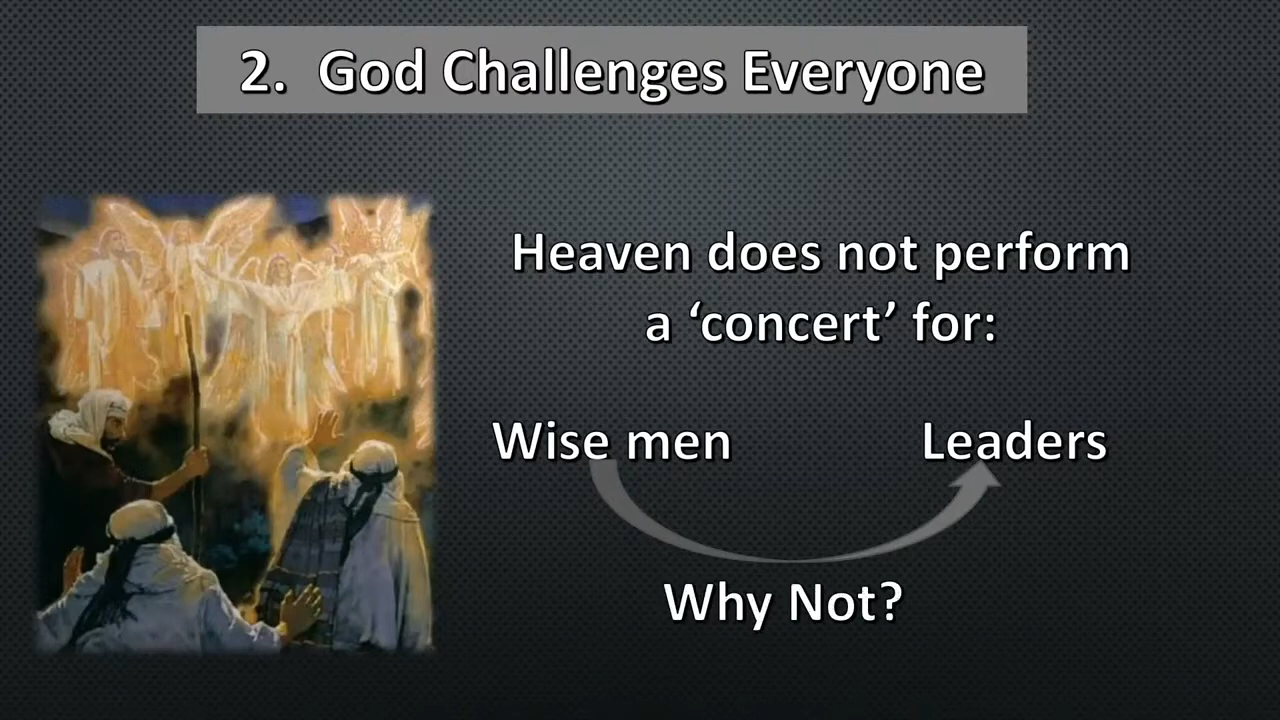 2. God Challenges Everyone
Heaven does not perform
a ‘concert’ for:
Wise men Leaders
Why Not?